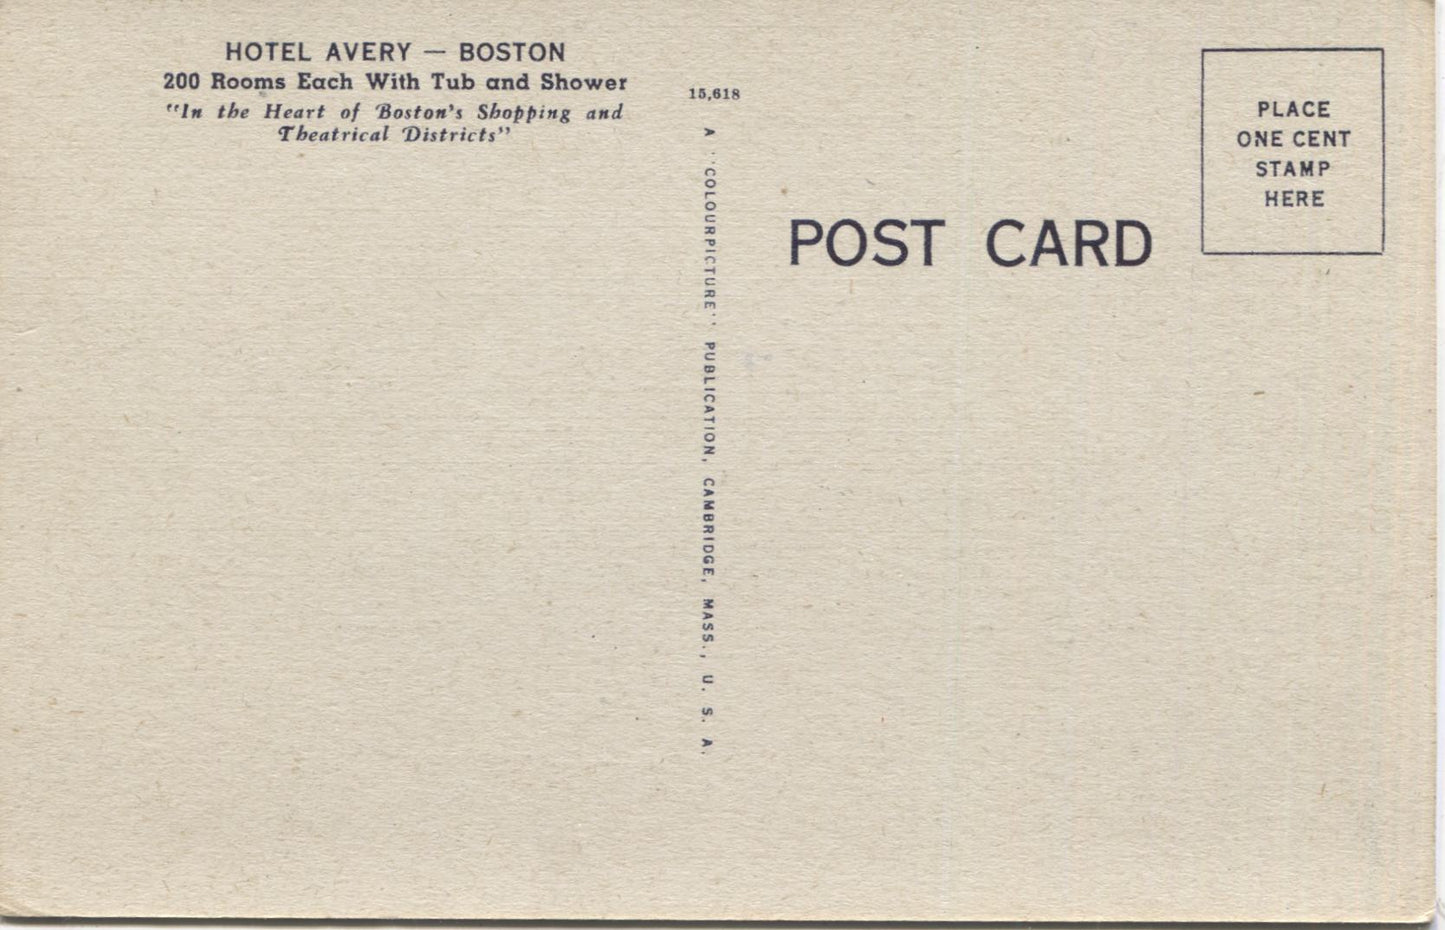 HOTEL AVERY — BOSTON
200 Rooms Each With Tub and Shower
"In the Heart of Boston's Shopping and
Theatrical Districts"
15,618
A "COLOURPICTURE" PUBLICATION, CAMBRIDGE, MASS., U. S. A.
POST CARD
PLACE
ONE CENT
STAMP
HERE